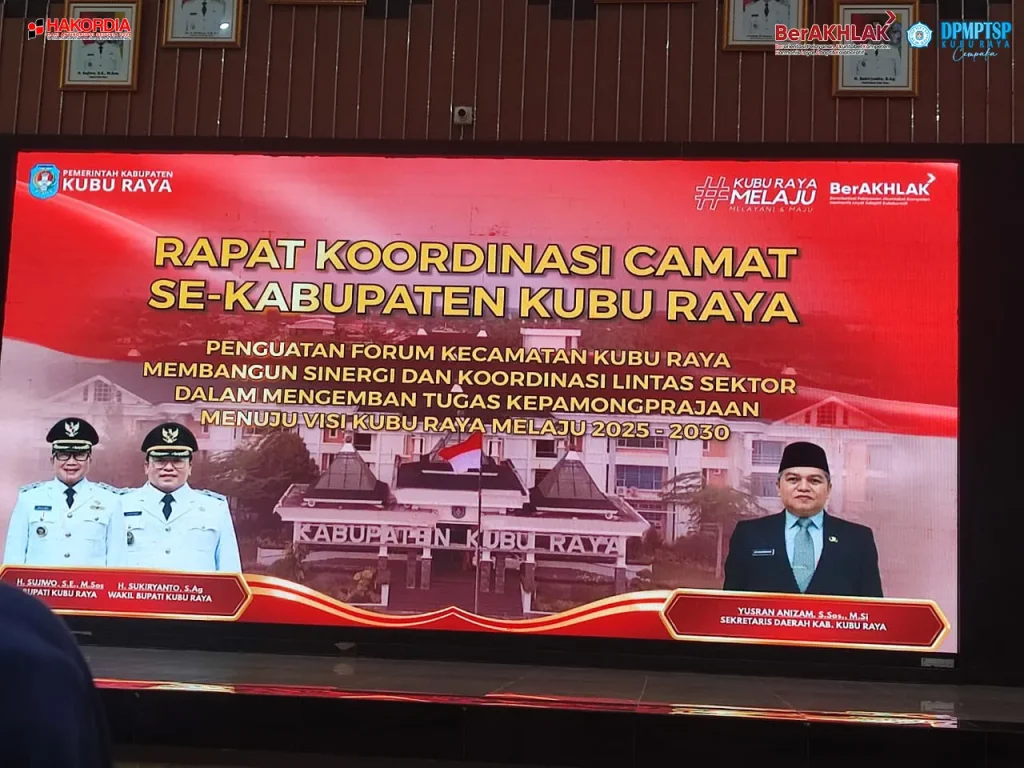 HAKORDIA
BerAKHLAK
DPMPTSP
KUBU RAYA
Cempaka
PEMERINTAH KABUPATEN
KUBU RAYA
#KUBU RAYA
MELAJU
MELAYANI & MAJU
BerAKHLAK
RAPAT KOORDINASI CAMAT
SE-KABUPATEN KUBU RAYA
PENGUATAN FORUM KECAMATAN KUBU RAYA
MEMBANGUN SINERGI DAN KOORDINASI LINTAS SEKTOR
DALAM MENGEMBAN TUGAS KEPAMONGPRAJAAN
MENUJU VISI KUBU RAYA MELAJU 2025 - 2030
KABUPATEN KUBU RAYA
H. SUJIWO, S.E., M.Sos
BUPATI KUBU RAYA
H. SUKIRYANTO, S.Ag
WAKIL BUPATI KUBU RAYA
YUSRAN ANIZAM, S.Sos., M.Si
SEKRETARIS DAERAH KAB. KUBU RAYA